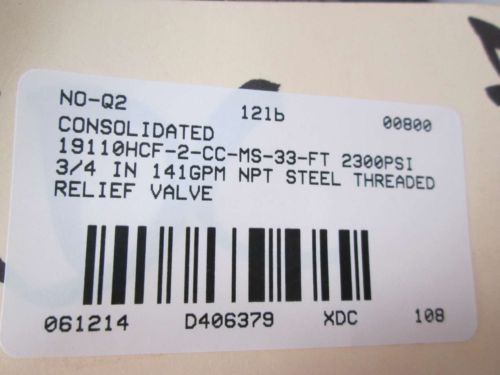 NO-Q2 121b 00800
CONSOLIDATED
19110HCF-2-CC-MS-33-FT 2300PSI
3/4 IN 141GPM NPT STEEL THREADED
RELIEF VALVE
061214 D406379 XDC 108